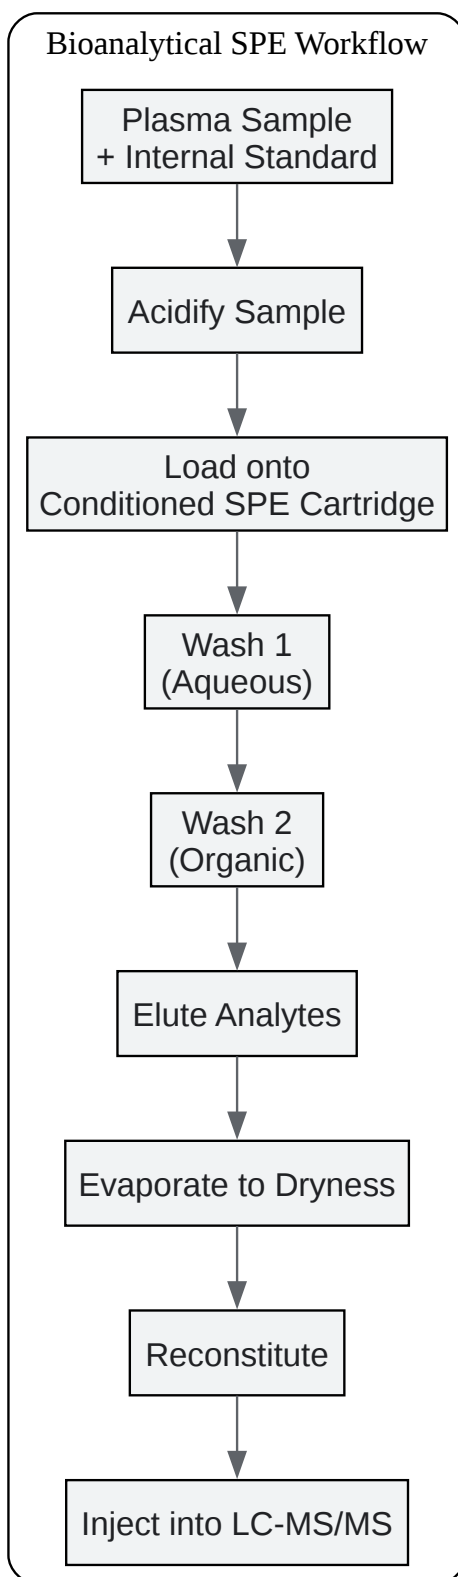 Bioanalytical SPE Workflow
Plasma Sample
+ Internal Standard
Acidify Sample
Load onto
Conditioned SPE Cartridge
Wash 1
(Aqueous)
Wash 2
(Organic)
Elute Analytes
Evaporate to Dryness
Reconstitute
Inject into LC-MS/MS